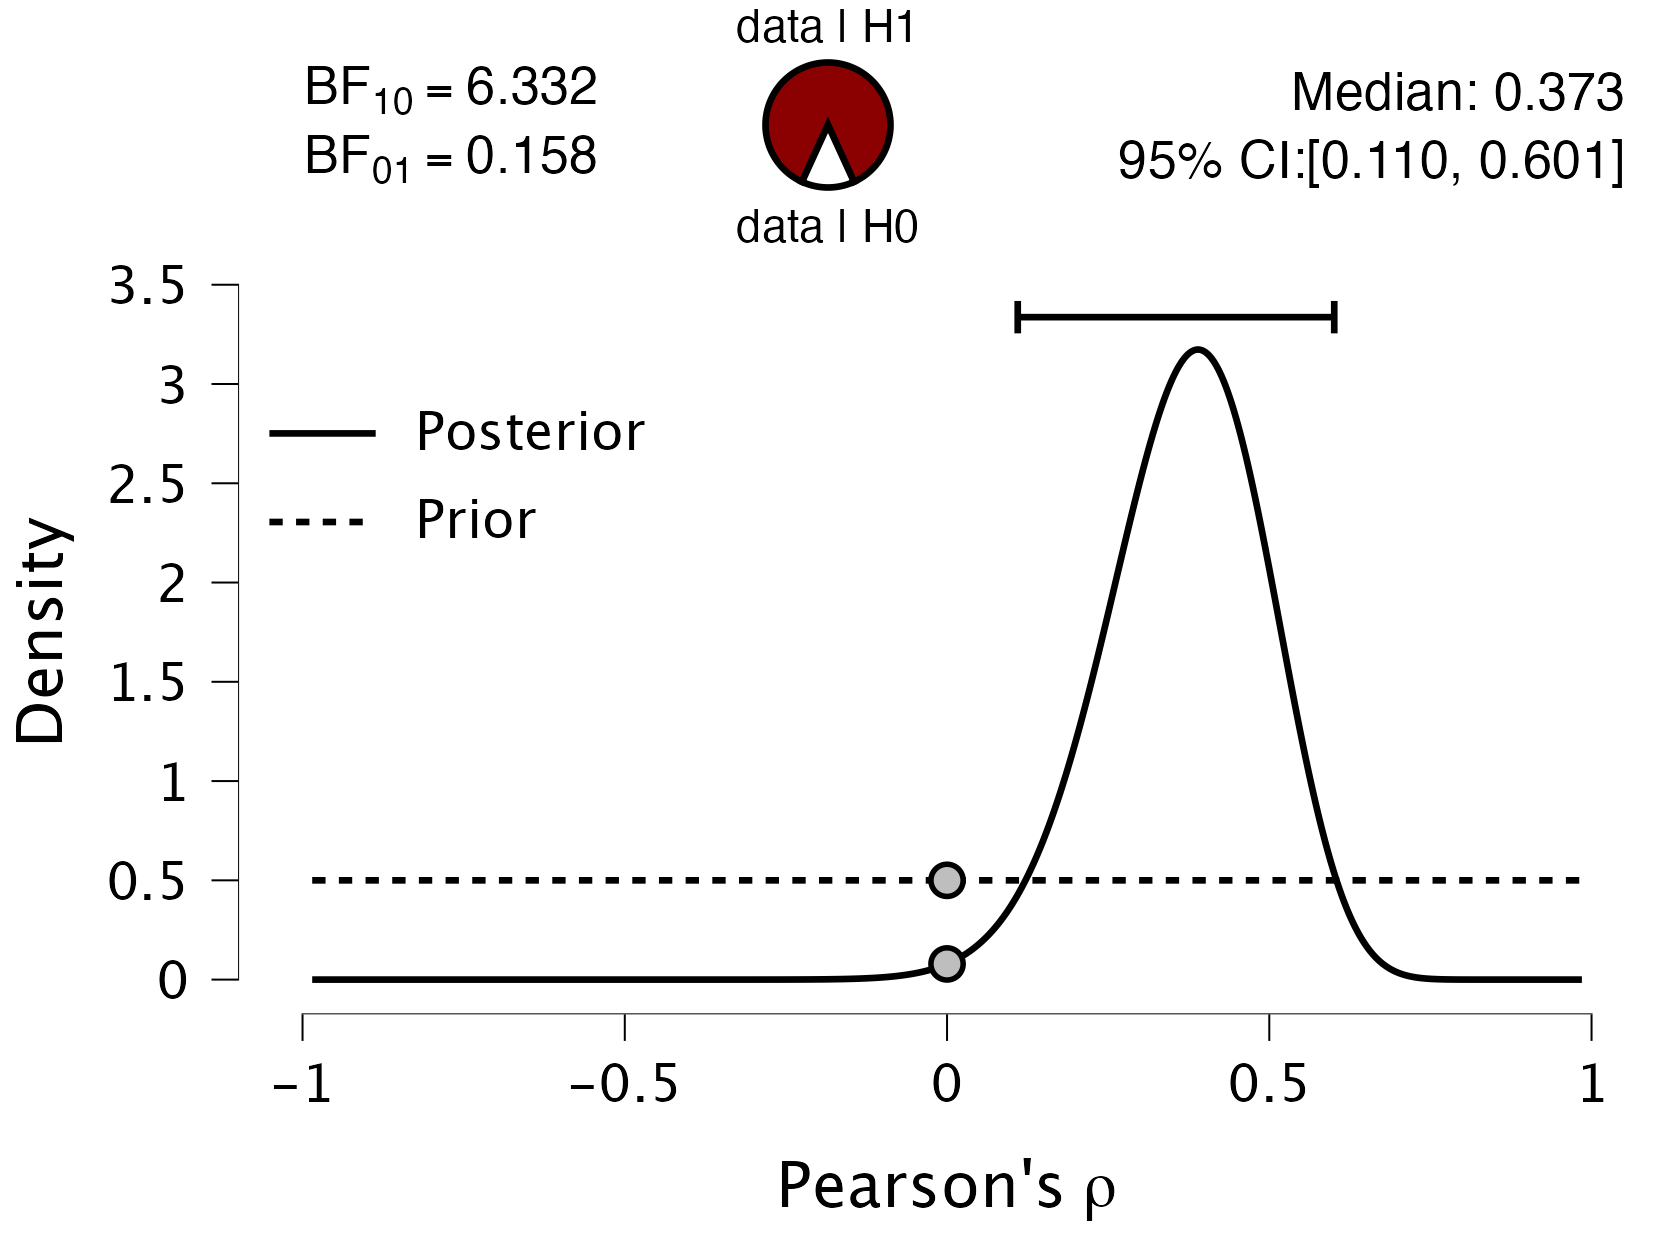 data | H1
BF₁₀ = 6.332
BF₀₁ = 0.158
Median: 0.373
95% CI:[0.110, 0.601]
data | H0
3.5
3
2.5
2
1.5
1
0.5
0
Density
Posterior
Prior
−1
−0.5
0
0.5
1
Pearson's ρ